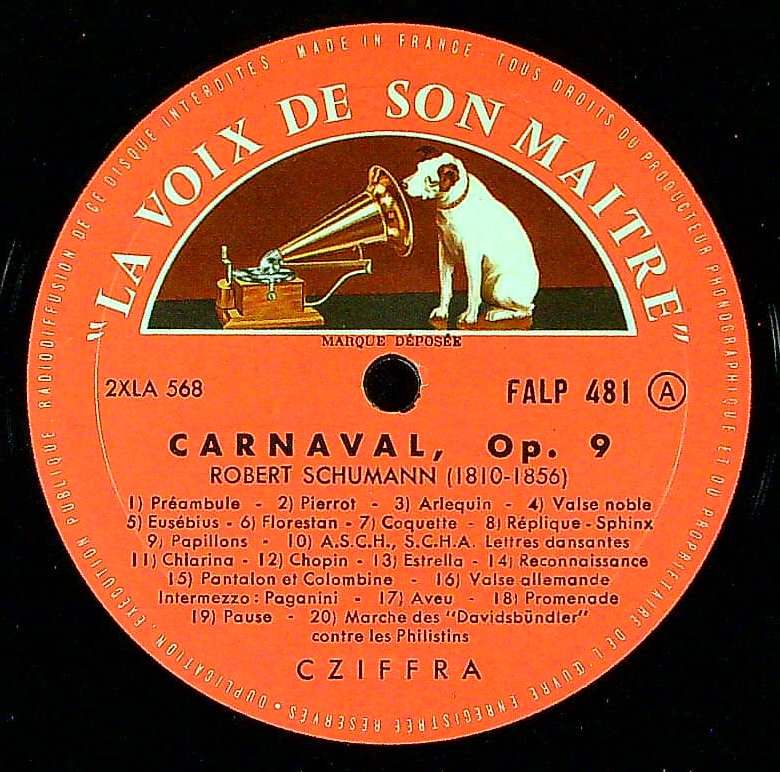 DUPLICATION, EXÉCUTION PUBLIQUE RADIODIFFUSION DE CE DISQUE INTERDITES · MADE IN FRANCE · TOUS DROITS DU PRODUCTEUR PHONOGRAPHIQUE ET DU PROPRIÉTAIRE DE L'ŒUVRE ENREGISTRÉE RÉSERVÉS ·
"LA VOIX DE SON MAITRE"
MARQUE DÉPOSÉE
2XLA 568
FALP 481 A
CARNAVAL, Op. 9
ROBERT SCHUMANN (1810-1856)
1) Préambule - 2) Pierrot - 3) Arlequin - 4) Valse noble
5) Eusébius - 6) Florestan - 7) Coquette - 8) Réplique - Sphinx
9) Papillons - 10) A.S.C.H., S.C.H.A. Lettres dansantes
11) Chiarina - 12) Chopin - 13) Estrella - 14) Reconnaissance
15) Pantalon et Colombine - 16) Valse allemande
Intermezzo : Paganini - 17) Aveu - 18) Promenade
19) Pause - 20) Marche des "Davidsbündler"
contre les Philistins
CZIFFRA